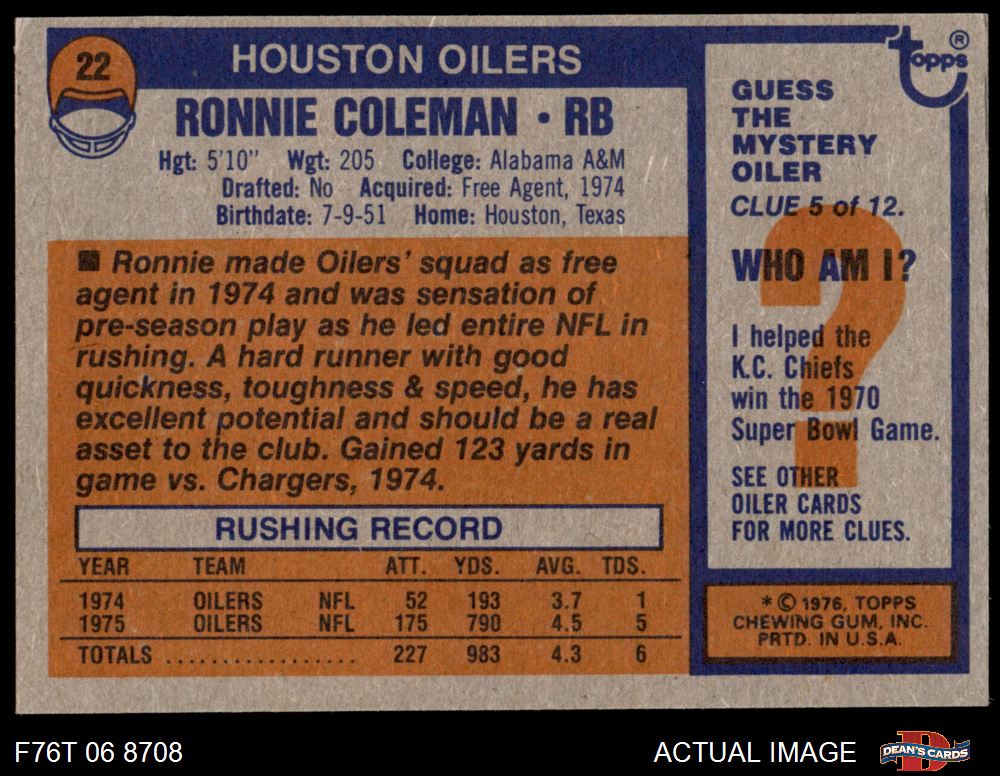 22
HOUSTON OILERS
RONNIE COLEMAN • RB
Hgt: 5'10" Wgt: 205 College: Alabama A&M
Drafted: No Acquired: Free Agent, 1974
Birthdate: 7-9-51 Home: Houston, Texas
■ Ronnie made Oilers' squad as free
agent in 1974 and was sensation of
pre-season play as he led entire NFL in
rushing. A hard runner with good
quickness, toughness & speed, he has
excellent potential and should be a real
asset to the club. Gained 123 yards in
game vs. Chargers, 1974.
RUSHING RECORD
YEAR TEAM ATT. YDS. AVG. TDS.
1974 OILERS NFL 52 193 3.7 1
1975 OILERS NFL 175 790 4.5 5
TOTALS ................. 227 983 4.3 6
topps ®
GUESS
THE
MYSTERY
OILER
CLUE 5 of 12.
WHO AM I?
?
I helped the
K.C. Chiefs
win the 1970
Super Bowl Game.
SEE OTHER
OILER CARDS
FOR MORE CLUES.
* © 1976, TOPPS
CHEWING GUM, INC.
PRTD. IN U.S.A.
F76T 06 8708
ACTUAL IMAGE
D
DEAN'S CARDS